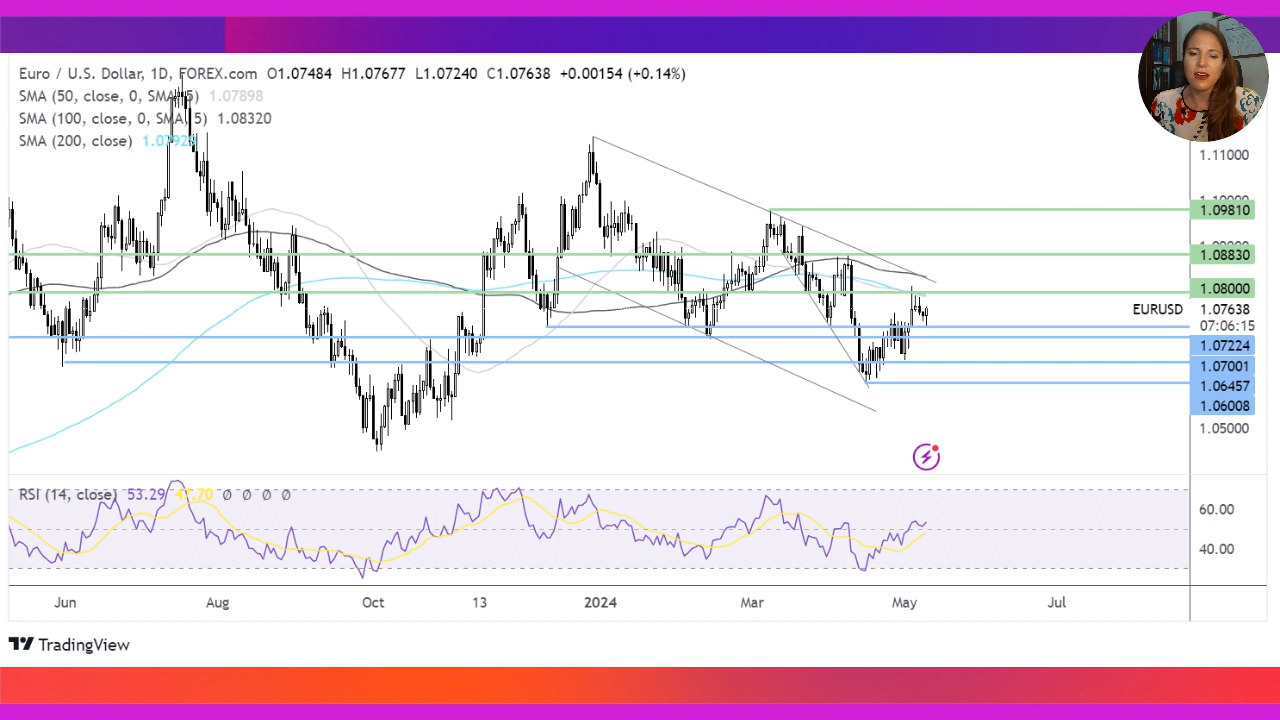 Euro / U.S. Dollar, 1D, FOREX.com O1.07484 H1.07677 L1.07240 C1.07638 +0.00154 (+0.14%)
SMA (50, close, 0, SMA, 5) 1.07898
SMA (100, close, 0, SMA, 5) 1.08320
SMA (200, close)
1.11000
1.09810
1.08830
1.08000
EURUSD 1.07638
07:06:15
1.07224
1.07001
1.06457
1.06008
1.05000
RSI (14, close) 53.29 47.70 Ø Ø Ø Ø
60.00
40.00
Jun Aug Oct 13 2024 Mar May Jul
TradingView